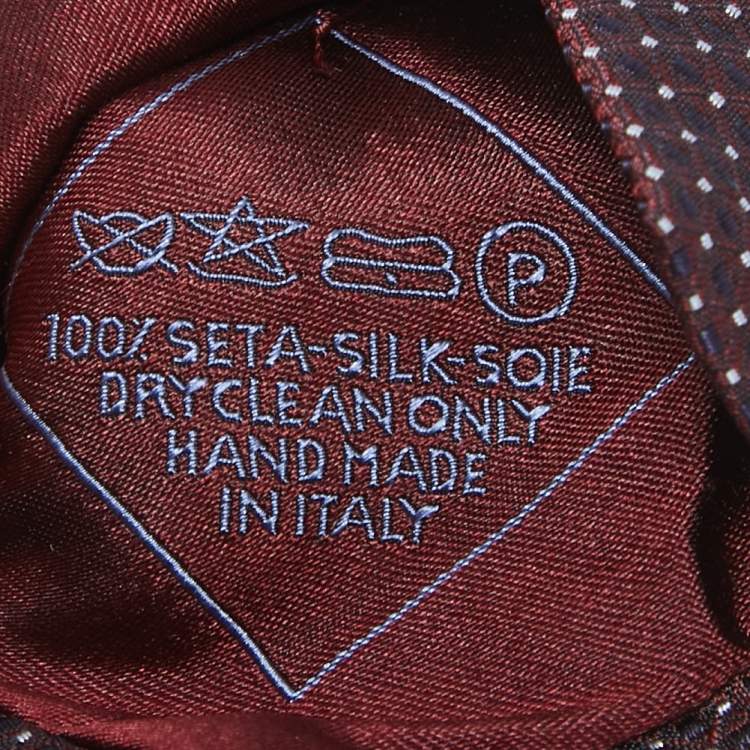 P
100% SETA-SILK-SOIE
DRY CLEAN ONLY
HAND MADE
IN ITALY